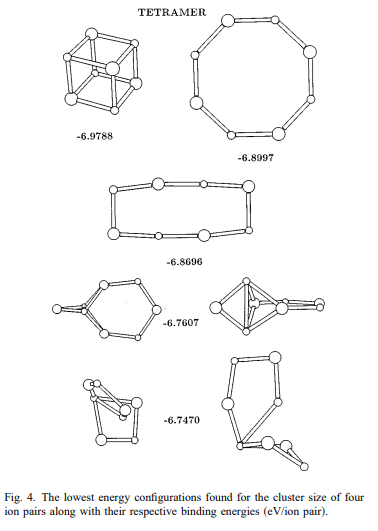 TETRAMER
-6.9788
-6.8997
-6.8696
-6.7607
-6.7470
Fig. 4. The lowest energy configurations found for the cluster size of four
ion pairs along with their respective binding energies (eV/ion pair).